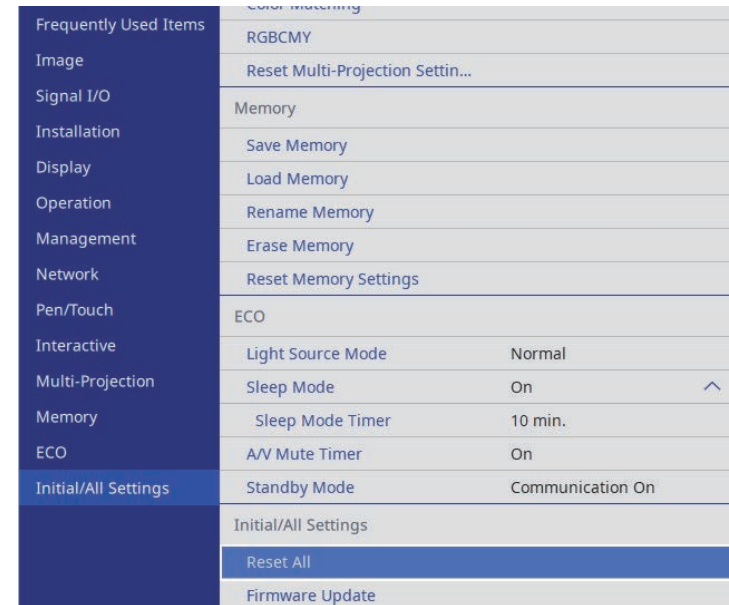 Frequently Used Items
Image
Signal I/O
Installation
Display
Operation
Management
Network
Pen/Touch
Interactive
Multi-Projection
Memory
ECO
Initial/All Settings
Color Matching
RGBCMY
Reset Multi-Projection Settin...
Memory
Save Memory
Load Memory
Rename Memory
Erase Memory
Reset Memory Settings
ECO
Light Source Mode Normal
Sleep Mode On
Sleep Mode Timer 10 min.
A/V Mute Timer On
Standby Mode Communication On
Initial/All Settings
Reset All
Firmware Update